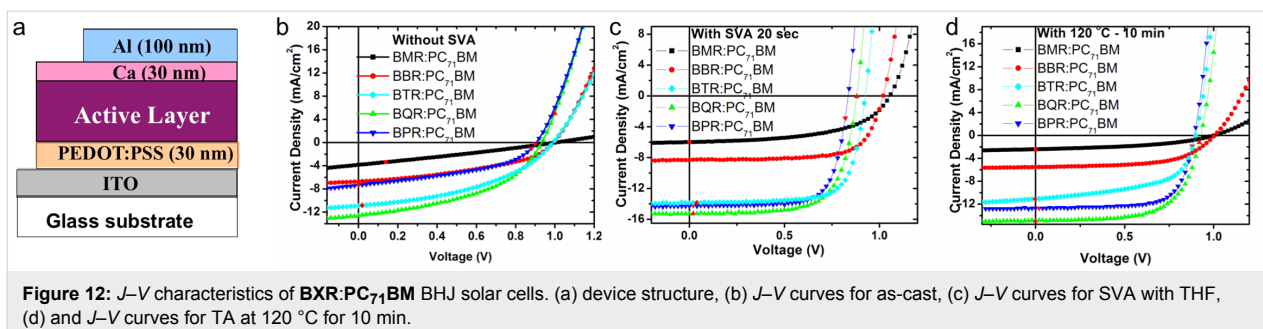 a
Al (100 nm)
Ca (30 nm)
Active Layer
PEDOT:PSS (30 nm)
ITO
Glass substrate
b
Current Density (mA/cm²)
20
16
12
8
4
0
-4
-8
-12
Without SVA
BMR:PC₇₁BM
BBR:PC₇₁BM
BTR:PC₇₁BM
BQR:PC₇₁BM
BPR:PC₇₁BM
0.0 0.2 0.4 0.6 0.8 1.0 1.2
Voltage (V)
c
Current Density (mA/cm²)
8
4
0
-4
-8
-12
-16
With SVA 20 sec
BMR:PC₇₁BM
BBR:PC₇₁BM
BTR:PC₇₁BM
BQR:PC₇₁BM
BPR:PC₇₁BM
0.0 0.5 1.0
Voltage (V)
d
Current Density (mA/cm²)
16
12
8
4
0
-4
-8
-12
With 120 °C - 10 min
BMR:PC₇₁BM
BBR:PC₇₁BM
BTR:PC₇₁BM
BQR:PC₇₁BM
BPR:PC₇₁BM
0.0 0.5 1.0
Voltage (V)
Figure 12: J–V characteristics of BXR:PC₇₁BM BHJ solar cells. (a) device structure, (b) J–V curves for as-cast, (c) J–V curves for SVA with THF,
(d) and J–V curves for TA at 120 °C for 10 min.